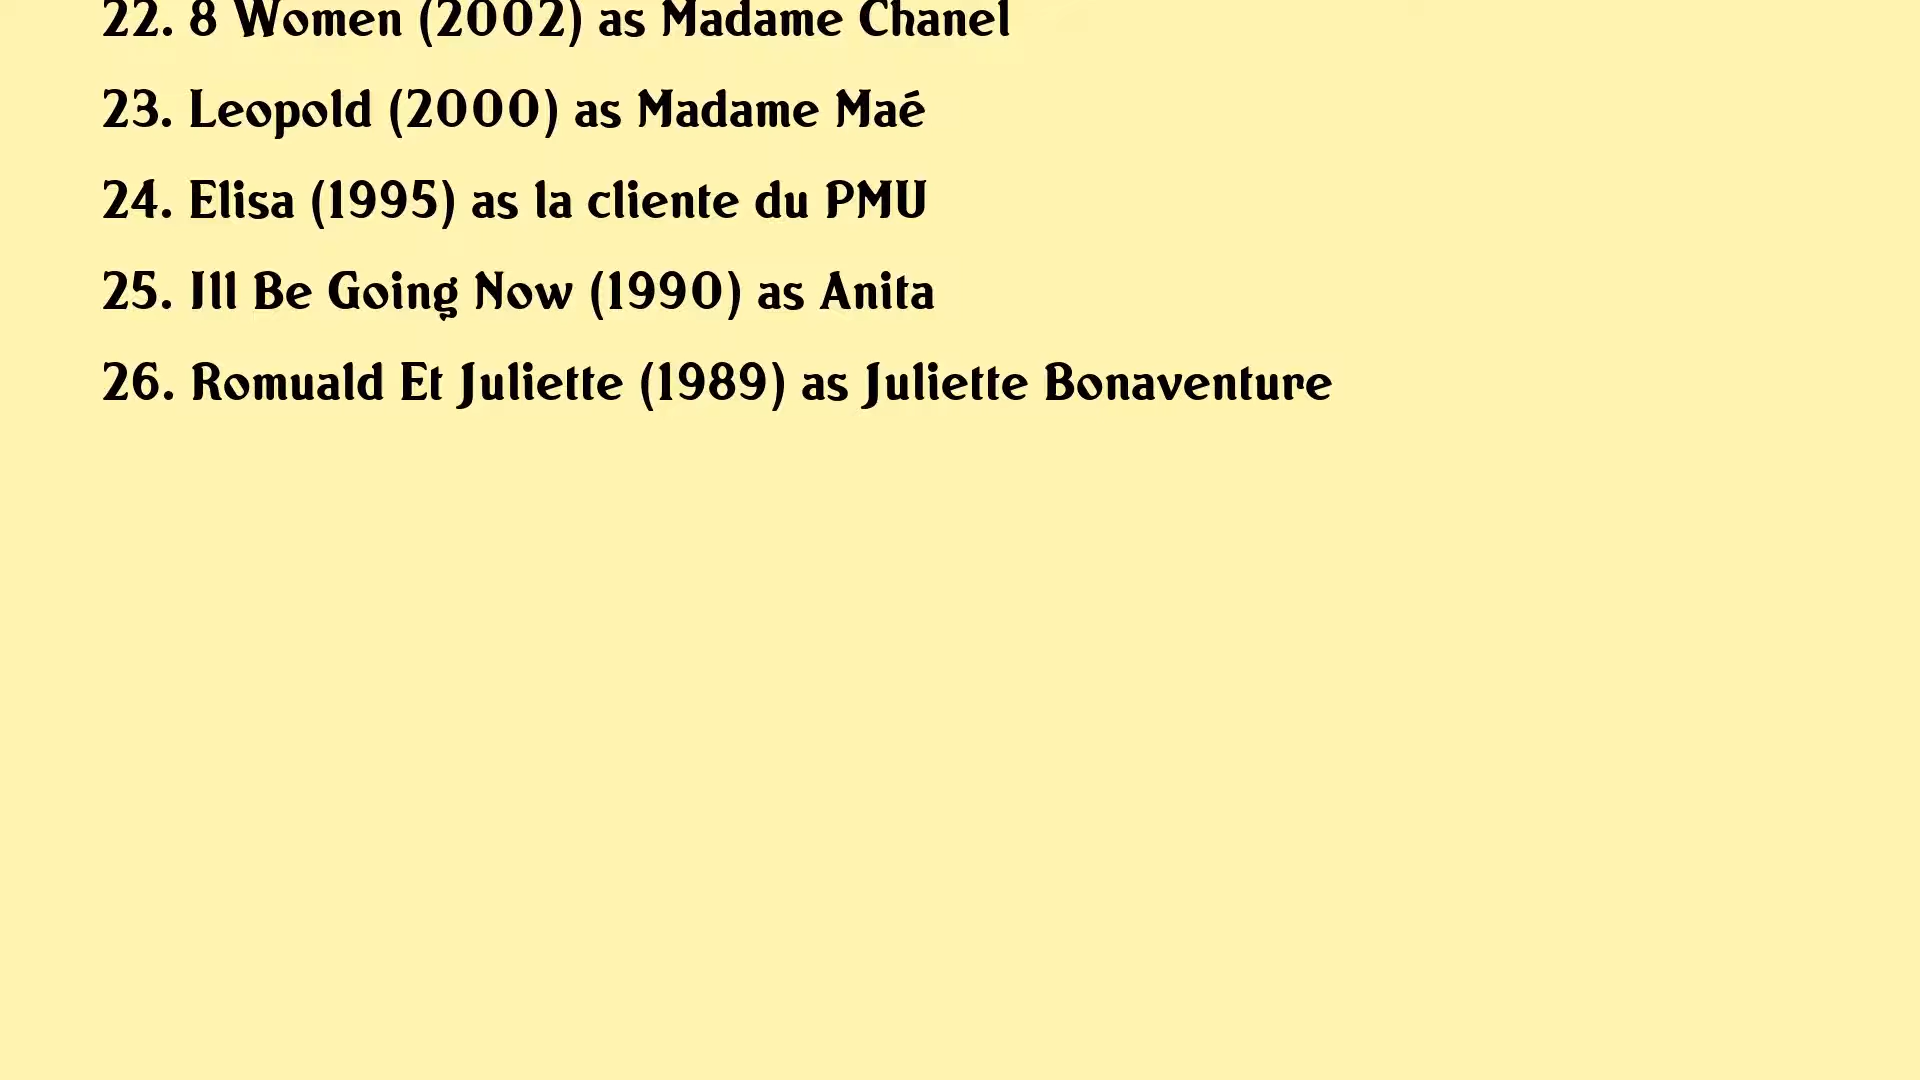 22. 8 Women (2002) as Madame Chanel
23. Leopold (2000) as Madame Maé
24. Elisa (1995) as la cliente du PMU
25. Ill Be Going Now (1990) as Anita
26. Romuald Et Juliette (1989) as Juliette Bonaventure